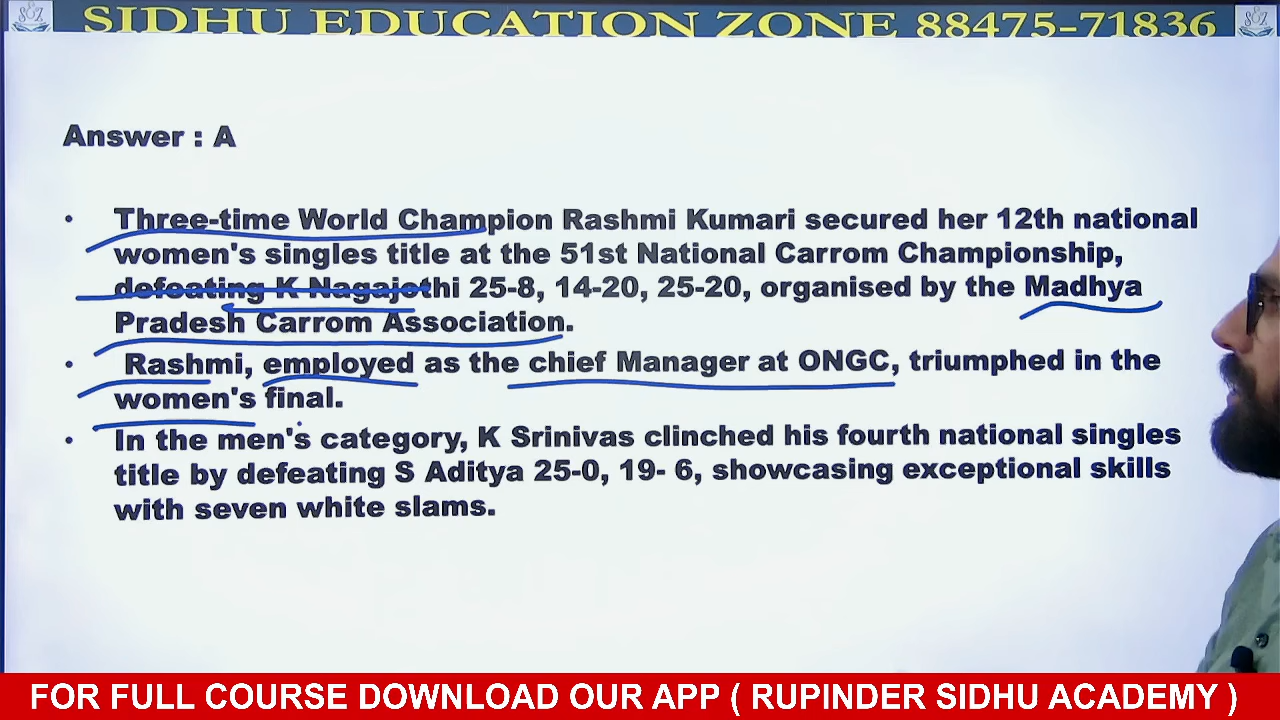 SIDHU EDUCATION ZONE 88475-71836
Answer : A
• Three-time World Champion Rashmi Kumari secured her 12th national
women's singles title at the 51st National Carrom Championship,
defeating K Nagajothi 25-8, 14-20, 25-20, organised by the Madhya
Pradesh Carrom Association.
• Rashmi, employed as the chief Manager at ONGC, triumphed in the
women's final.
• In the men's category, K Srinivas clinched his fourth national singles
title by defeating S Aditya 25-0, 19- 6, showcasing exceptional skills
with seven white slams.
FOR FULL COURSE DOWNLOAD OUR APP ( RUPINDER SIDHU ACADEMY )